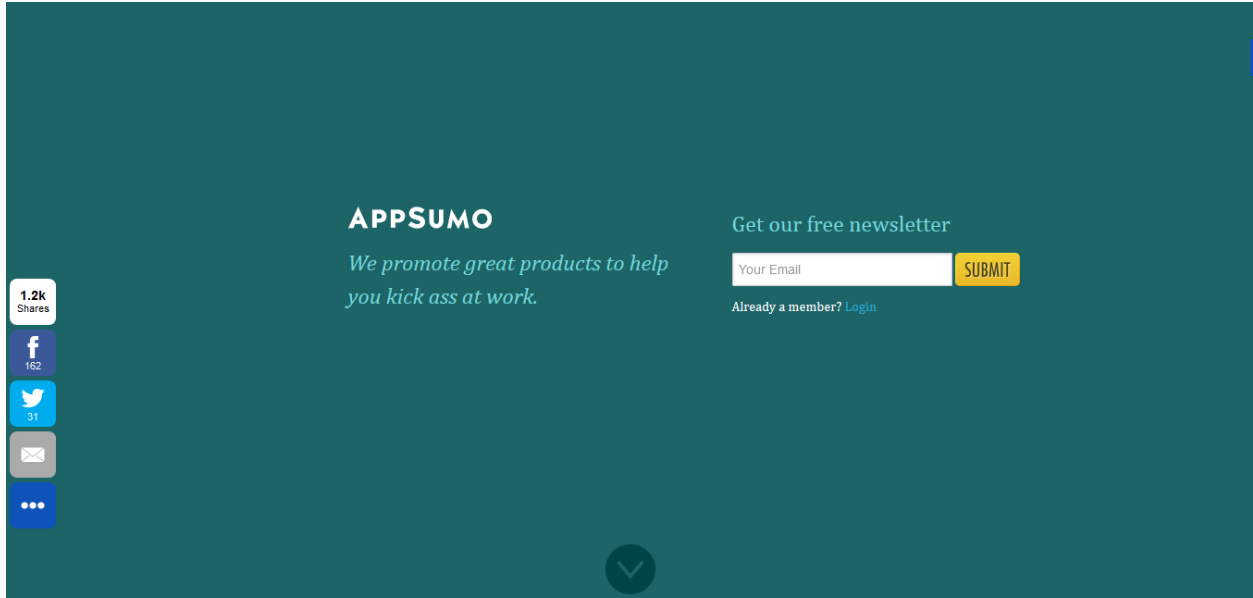 APPSUMO
We promote great products to help
you kick ass at work.
Get our free newsletter
Your Email
SUBMIT
Already a member? Login
1.2k
Shares
f
162
31